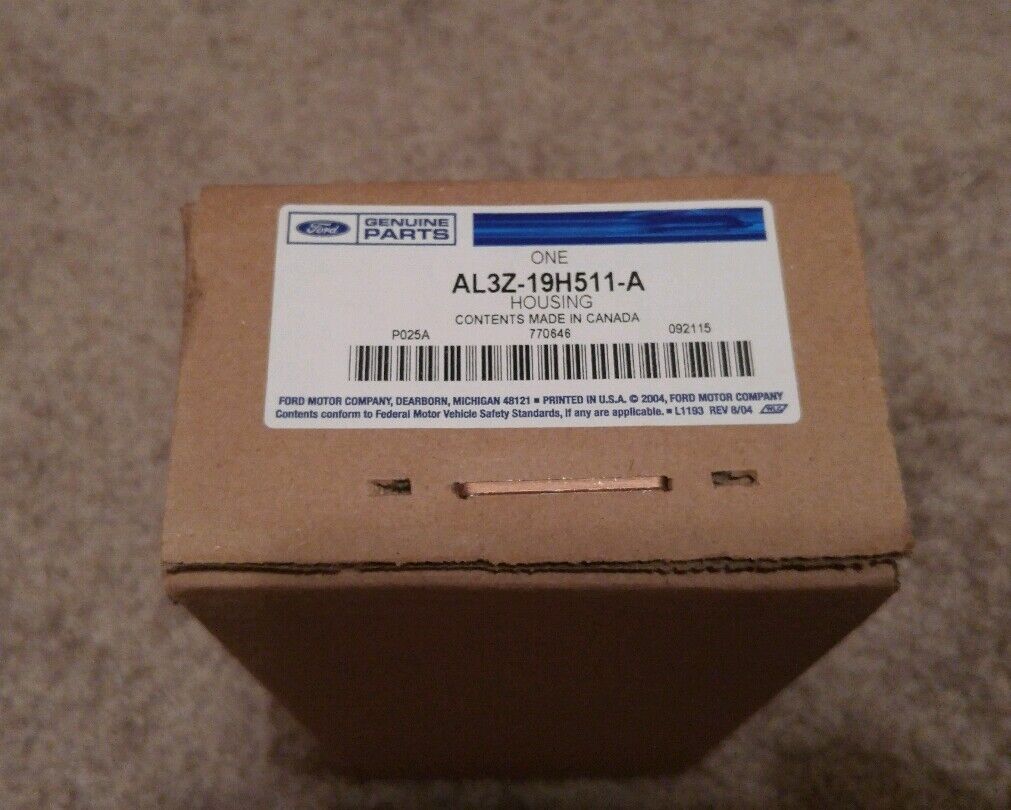 Ford
GENUINE
PARTS
ONE
AL3Z-19H511-A
HOUSING
CONTENTS MADE IN CANADA
P025A 770646 092115
FORD MOTOR COMPANY, DEARBORN, MICHIGAN 48121 ■ PRINTED IN U.S.A. © 2004, FORD MOTOR COMPANY
Contents conform to Federal Motor Vehicle Safety Standards, if any are applicable. ■ L1193 REV 8/04